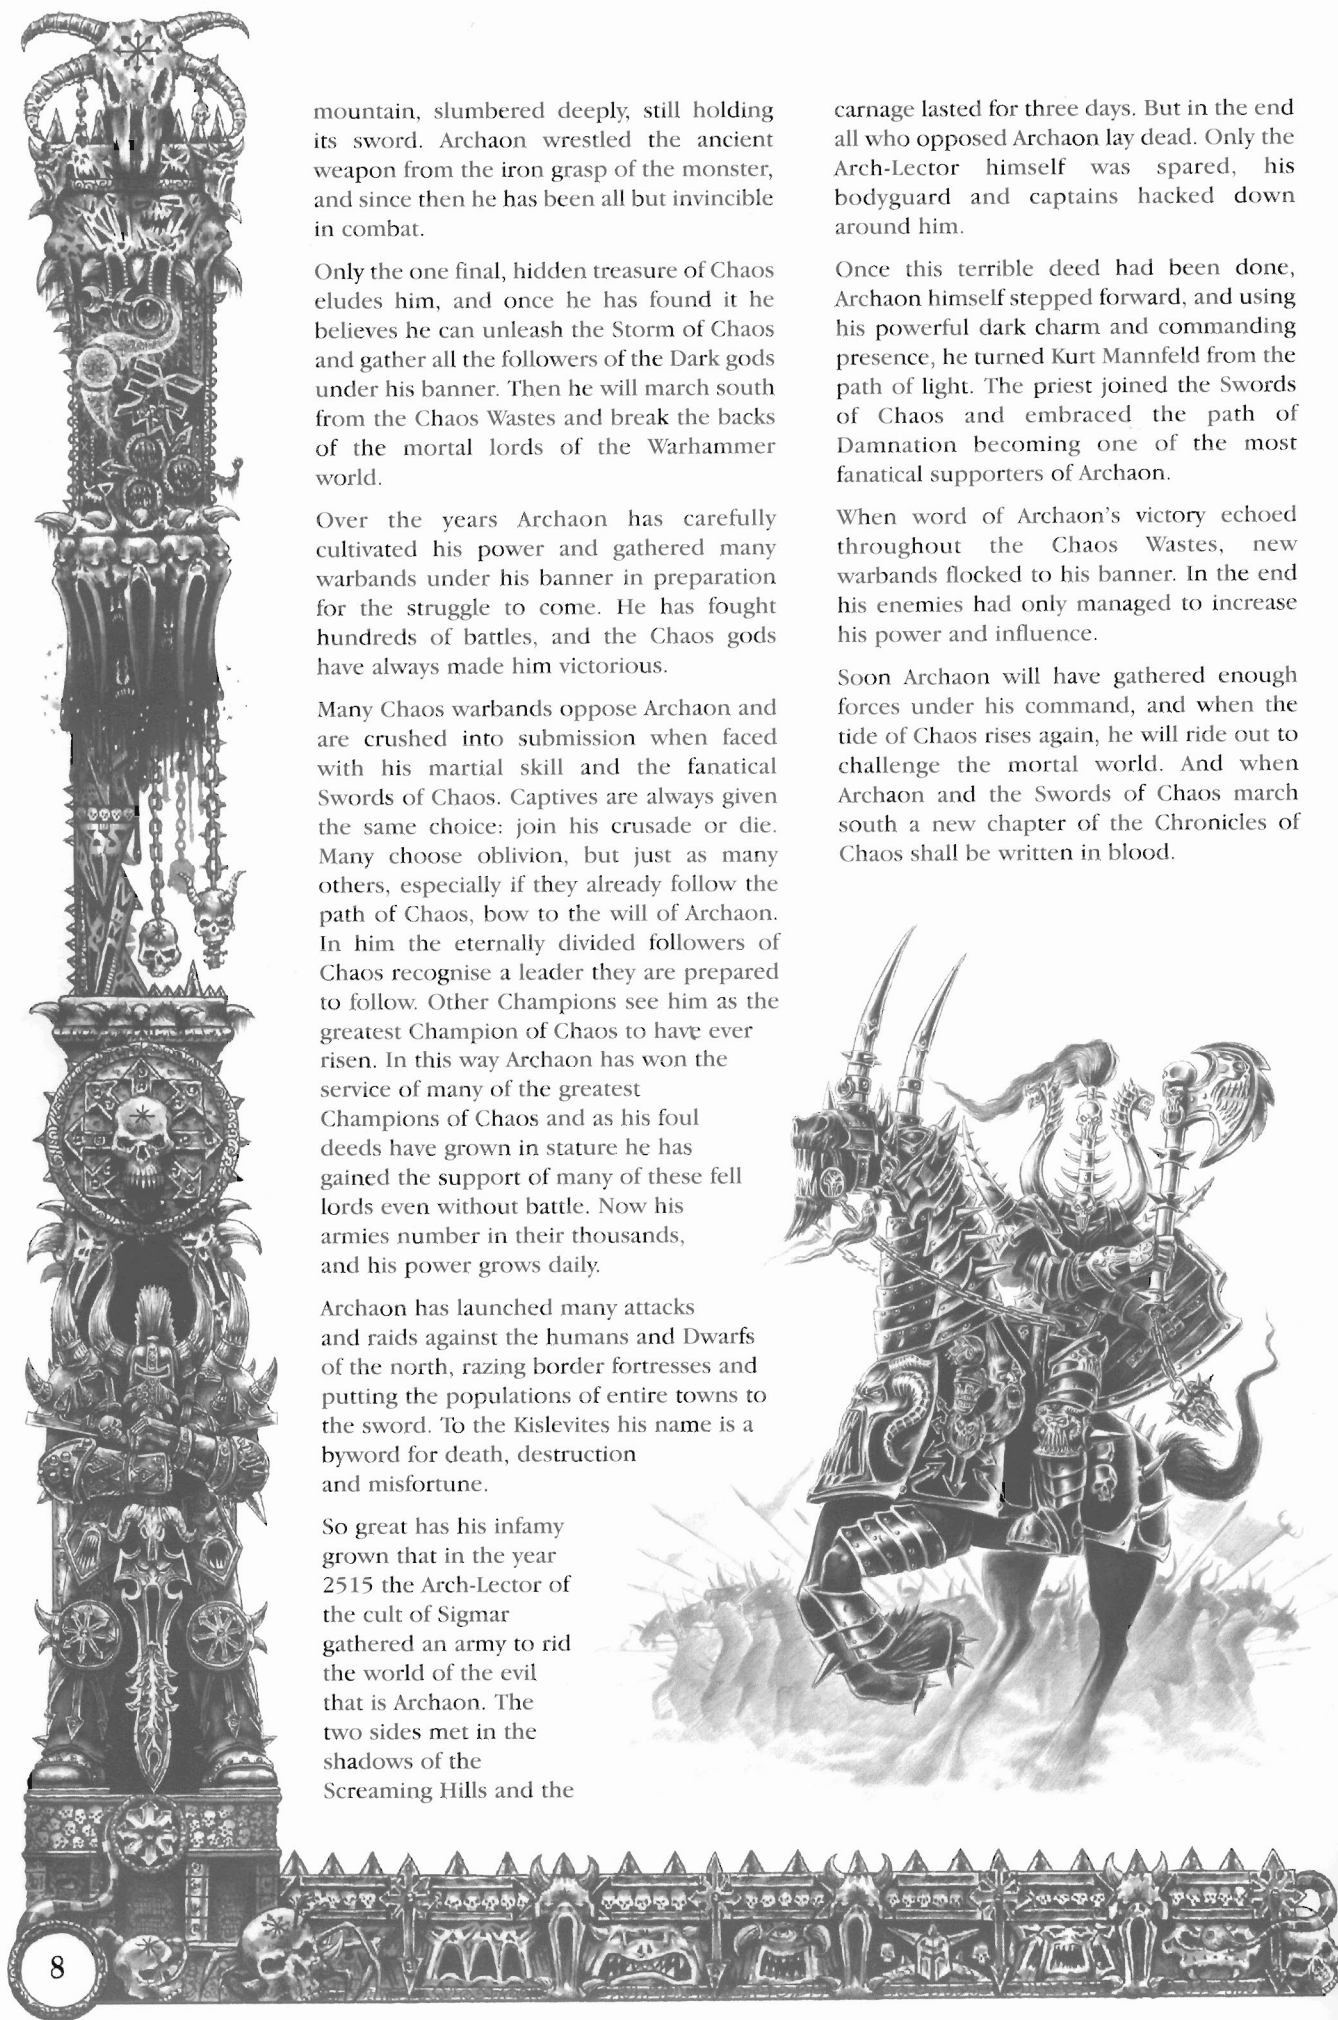 mountain, slumbered deeply, still holding
its sword. Archaon wrestled the ancient
weapon from the iron grasp of the monster,
and since then he has been all but invincible
in combat.
Only the one final, hidden treasure of Chaos
eludes him, and once he has found it he
believes he can unleash the Storm of Chaos
and gather all the followers of the Dark gods
under his banner. Then he will march south
from the Chaos Wastes and break the backs
of the mortal lords of the Warhammer
world.
Over the years Archaon has carefully
cultivated his power and gathered many
warbands under his banner in preparation
for the struggle to come. He has fought
hundreds of battles, and the Chaos gods
have always made him victorious.
Many Chaos warbands oppose Archaon and
are crushed into submission when faced
with his martial skill and the fanatical
Swords of Chaos. Captives are always given
the same choice: join his crusade or die.
Many choose oblivion, but just as many
others, especially if they already follow the
path of Chaos, bow to the will of Archaon.
In him the eternally divided followers of
Chaos recognise a leader they are prepared
to follow. Other Champions see him as the
greatest Champion of Chaos to have ever
risen. In this way Archaon has won the
service of many of the greatest
Champions of Chaos and as his foul
deeds have grown in stature he has
gained the support of many of these fell
lords even without battle. Now his
armies number in their thousands,
and his power grows daily.
Archaon has launched many attacks
and raids against the humans and Dwarfs
of the north, razing border fortresses and
putting the populations of entire towns to
the sword. To the Kislevites his name is a
byword for death, destruction
and misfortune.
So great has his infamy
grown that in the year
2515 the Arch-Lector of
the cult of Sigmar
gathered an army to rid
the world of the evil
that is Archaon. The
two sides met in the
shadows of the
Screaming Hills and the
carnage lasted for three days. But in the end
all who opposed Archaon lay dead. Only the
Arch-Lector himself was spared, his
bodyguard and captains hacked down
around him.
Once this terrible deed had been done,
Archaon himself stepped forward, and using
his powerful dark charm and commanding
presence, he turned Kurt Mannfeld from the
path of light. The priest joined the Swords
of Chaos and embraced the path of
Damnation becoming one of the most
fanatical supporters of Archaon.
When word of Archaon's victory echoed
throughout the Chaos Wastes, new
warbands flocked to his banner. In the end
his enemies had only managed to increase
his power and influence.
Soon Archaon will have gathered enough
forces under his command, and when the
tide of Chaos rises again, he will ride out to
challenge the mortal world. And when
Archaon and the Swords of Chaos march
south a new chapter of the Chronicles of
Chaos shall be written in blood.
8